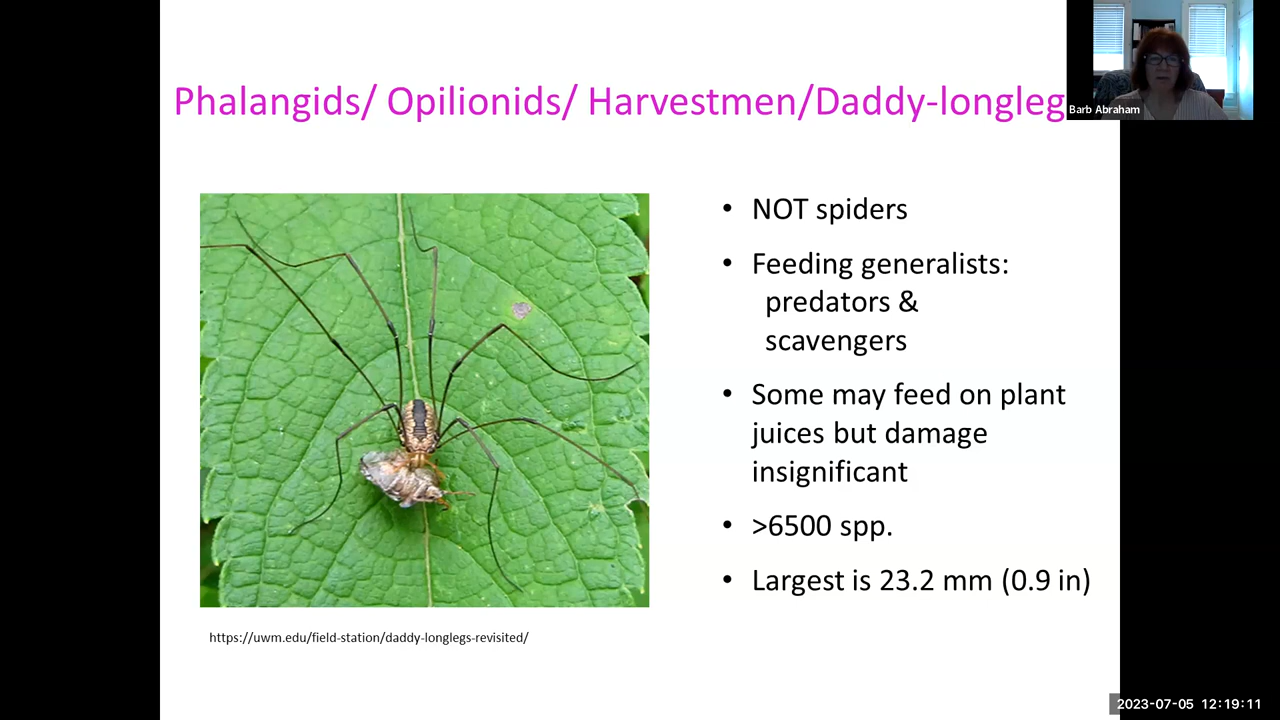 Phalangids/ Opilionids/ Harvestmen/Daddy-longleg
Barb Abraham
• NOT spiders
• Feeding generalists:
predators &
scavengers
• Some may feed on plant
juices but damage
insignificant
• >6500 spp.
• Largest is 23.2 mm (0.9 in)
https://uwm.edu/field-station/daddy-longlegs-revisited/
2023-07-05 12:19:11